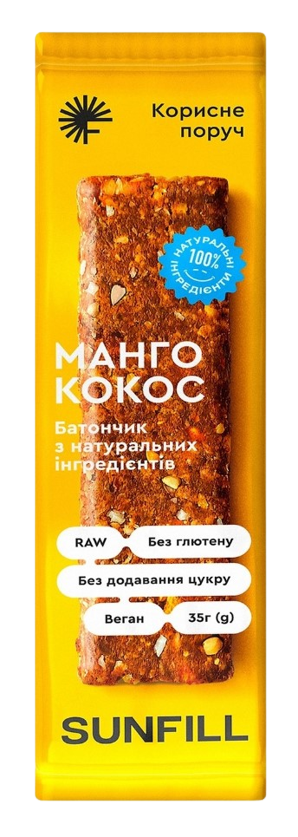 Корисне
поруч
НАТУРАЛЬНІ
100%
ІНГРЕДІЄНТИ
МАНГО
КОКОС
Батончик
з натуральних
інгредієнтів
RAW
Без глютену
Без додавання цукру
Веган
35г (g)
SUNFILL